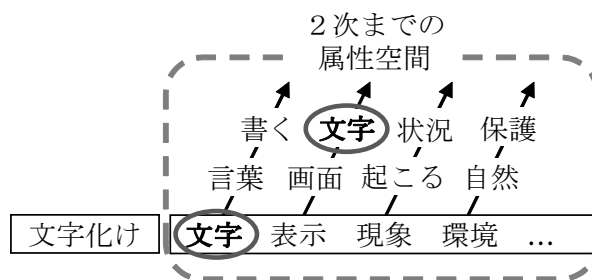 2次までの
属性空間
書く 文字 状況 保護
言葉 画面 起こる 自然
文字化け 文字 表示 現象 環境 …